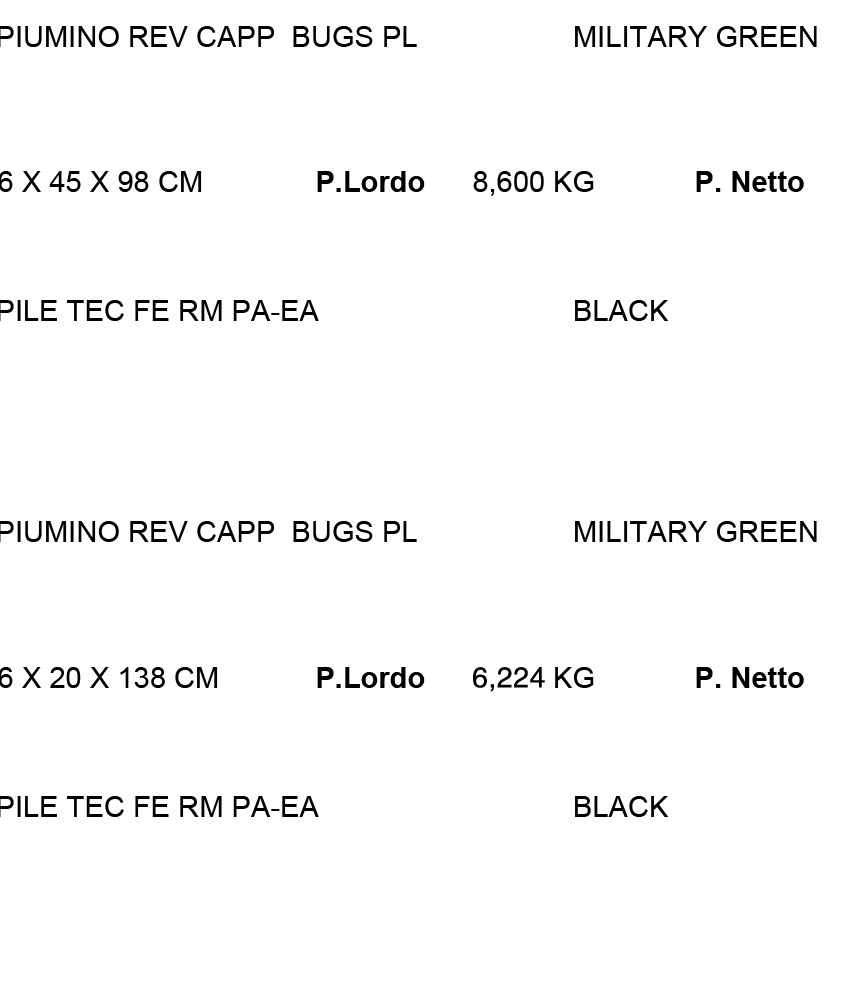 PIUMINO REV CAPP  BUGS PL MILITARY GREEN
6 X 45 X 98 CM P.Lordo 8,600 KG P. Netto
PILE TEC FE RM PA-EA BLACK
PIUMINO REV CAPP  BUGS PL MILITARY GREEN
6 X 20 X 138 CM P.Lordo 6,224 KG P. Netto
PILE TEC FE RM PA-EA BLACK